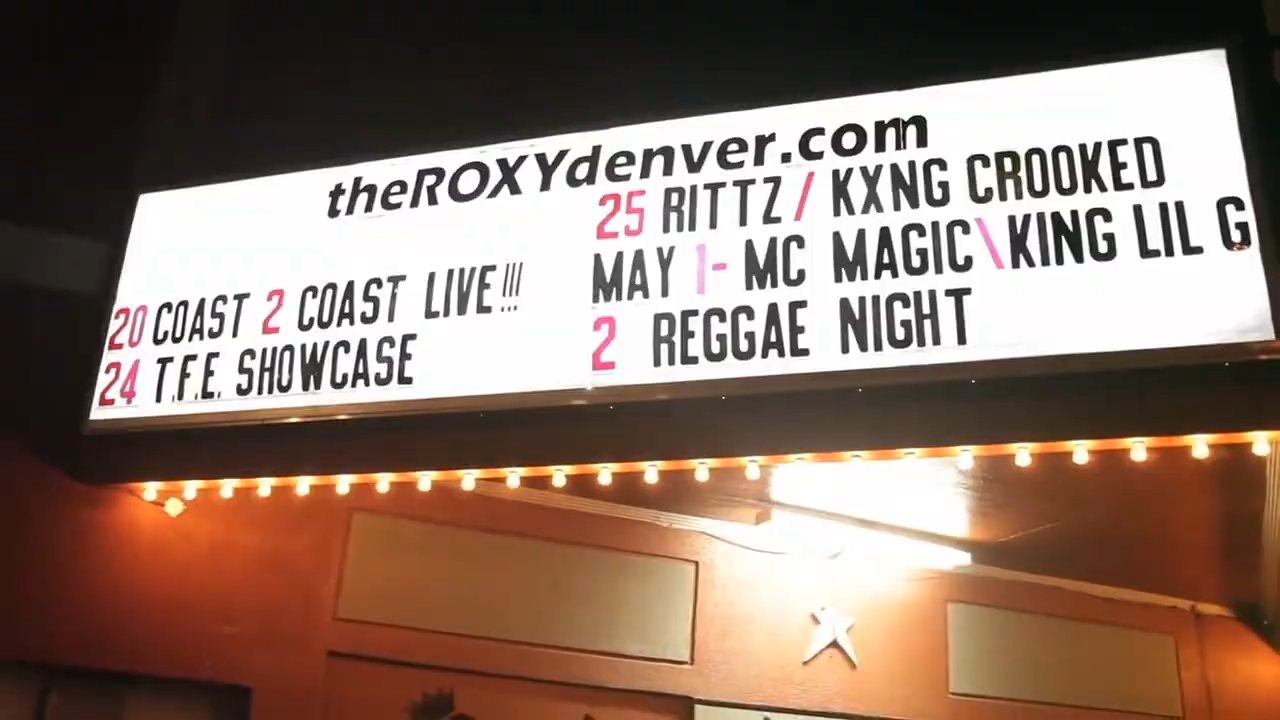 theROXYdenver.com
20 COAST 2 COAST LIVE!!!
24 T.F.E. SHOWCASE
25 RITTZ/ KXNG CROOKED
MAY 1- MC MAGIC\KING LIL G
2 REGGAE NIGHT